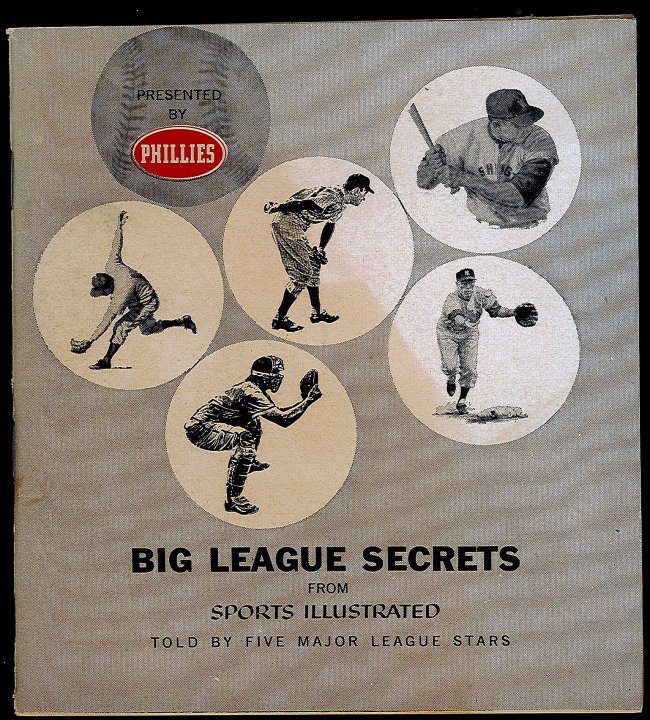 PRESENTED
BY
PHILLIES
BIG LEAGUE SECRETS
FROM
SPORTS ILLUSTRATED
TOLD BY FIVE MAJOR LEAGUE STARS